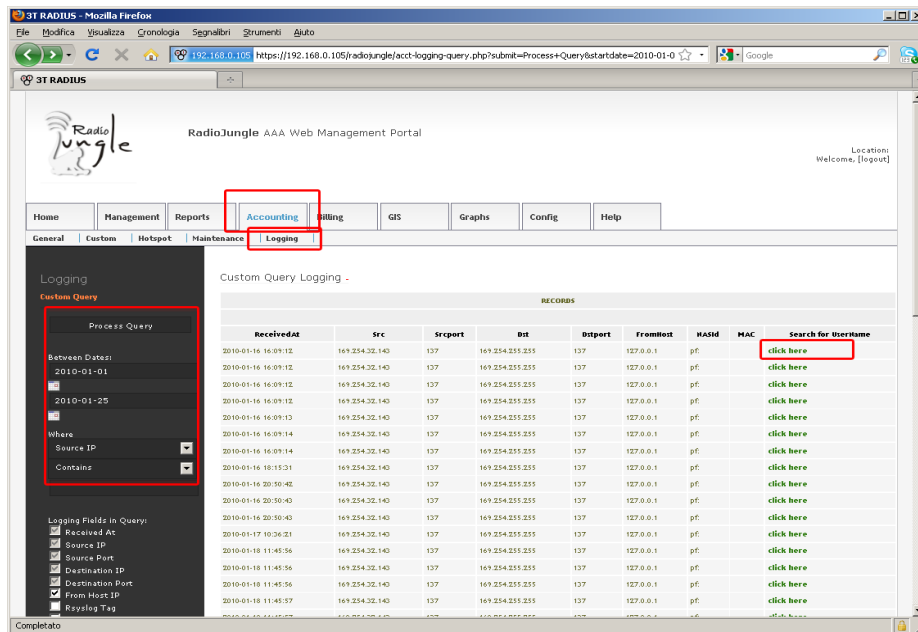 3T RADIUS - Mozilla Firefox
File Modifica Visualizza Cronologia Segnalibri Strumenti Aiuto
192.168.0.105 https://192.168.0.105/radiojungle/acct-logging-query.php?submit=Process+Query&startdate=2010-01-0 Google
3T RADIUS
Radio Jungle
RadioJungle AAA Web Management Portal
Location:
Welcome, [logout]
Home Management Reports Accounting Billing GIS Graphs Config Help
General | Custom | Hotspot | Maintenance | Logging |
Logging
Custom Query
Process Query
Between Dates:
2010-01-01
2010-01-25
Where
Source IP
Contains
Logging Fields in Query:
Received At
Source IP
Source Port
Destination IP
Destination Port
From Host IP
Rsyslog Tag
Custom Query Logging .
RECORDS
ReceivedAt Src Srcport Dst Dstport FromHost NASId MAC Search for UserName
2010-01-16 16:09:12 169.254.32.143 137 169.254.255.255 137 127.0.0.1 pf: click here
2010-01-16 16:09:12 169.254.32.143 137 169.254.255.255 137 127.0.0.1 pf: click here
2010-01-16 16:09:12 169.254.32.143 137 169.254.255.255 137 127.0.0.1 pf: click here
2010-01-16 16:09:12 169.254.32.143 137 169.254.255.255 137 127.0.0.1 pf: click here
2010-01-16 16:09:13 169.254.32.143 137 169.254.255.255 137 127.0.0.1 pf: click here
2010-01-16 16:09:14 169.254.32.143 137 169.254.255.255 137 127.0.0.1 pf: click here
2010-01-16 16:09:14 169.254.32.143 137 169.254.255.255 137 127.0.0.1 pf: click here
2010-01-16 18:15:31 169.254.32.143 137 169.254.255.255 137 127.0.0.1 pf: click here
2010-01-16 20:50:42 169.254.32.143 137 169.254.255.255 137 127.0.0.1 pf: click here
2010-01-16 20:50:43 169.254.32.143 137 169.254.255.255 137 127.0.0.1 pf: click here
2010-01-16 20:50:43 169.254.32.143 137 169.254.255.255 137 127.0.0.1 pf: click here
2010-01-17 10:36:21 169.254.32.143 137 169.254.255.255 137 127.0.0.1 pf: click here
2010-01-18 11:45:56 169.254.32.143 137 169.254.255.255 137 127.0.0.1 pf: click here
2010-01-18 11:45:56 169.254.32.143 137 169.254.255.255 137 127.0.0.1 pf: click here
2010-01-18 11:45:56 169.254.32.143 137 169.254.255.255 137 127.0.0.1 pf: click here
2010-01-18 11:45:57 169.254.32.143 137 169.254.255.255 137 127.0.0.1 pf: click here
Completato